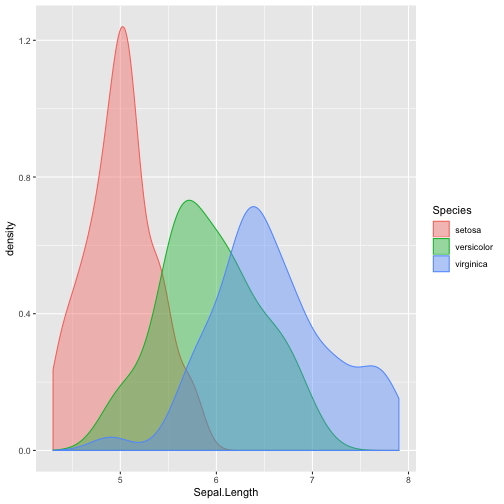 1.2
0.8
0.4
0.0
density
5 6 7 8
Sepal.Length
Species
setosa
versicolor
virginica